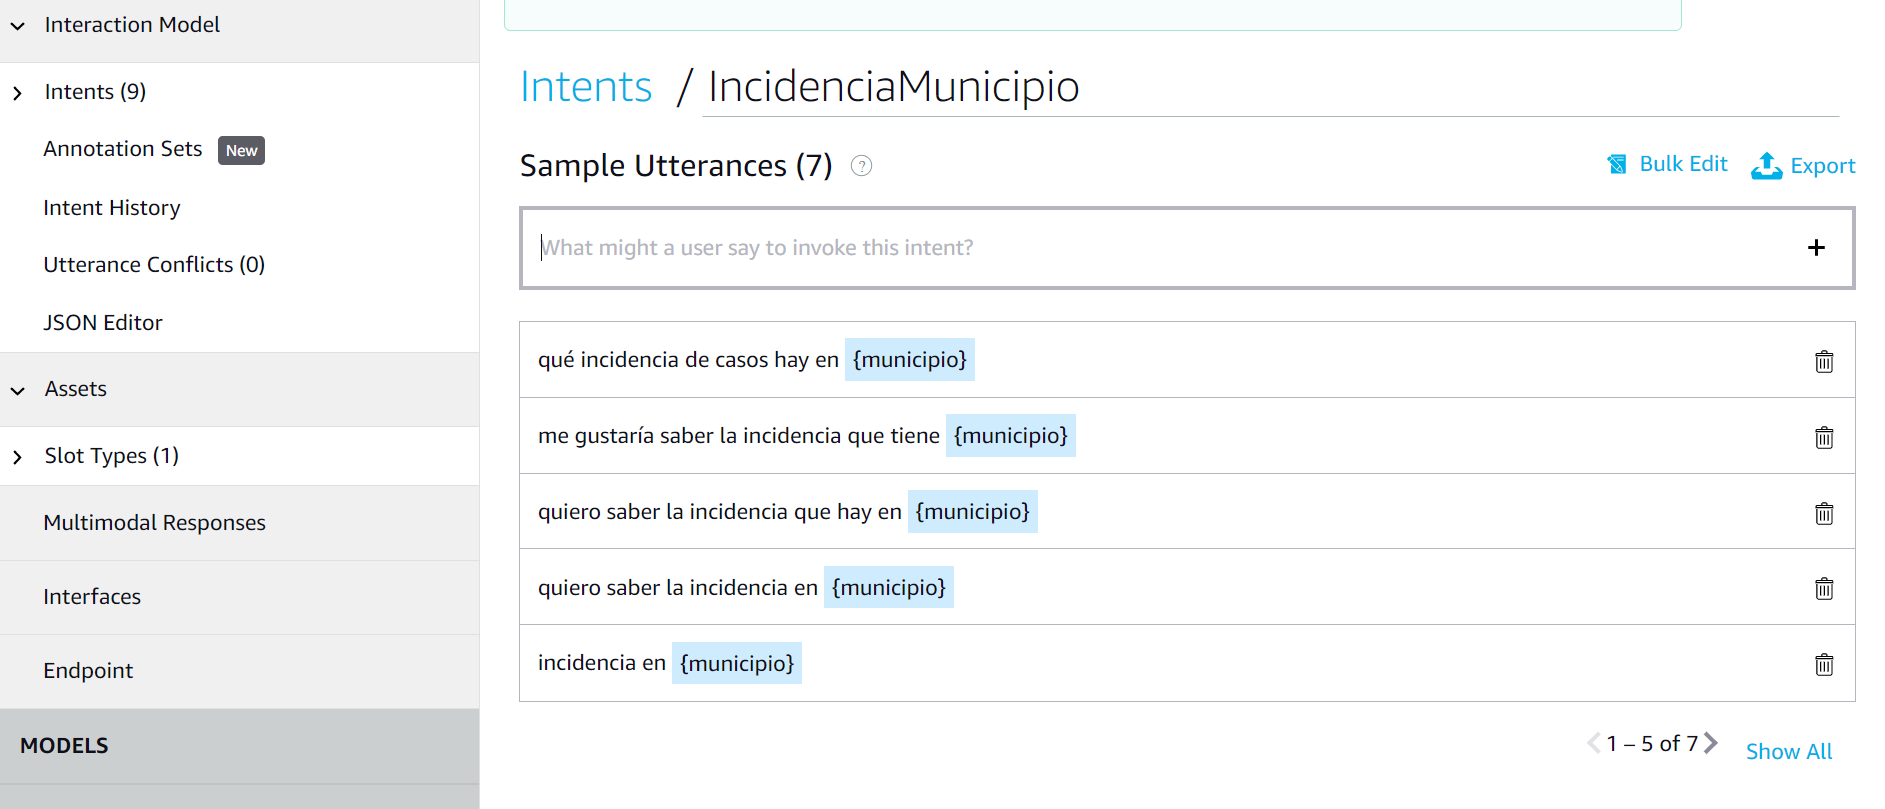 Interaction Model
Intents (9)
Annotation Sets New
Intent History
Utterance Conflicts (0)
JSON Editor
Assets
Slot Types (1)
Multimodal Responses
Interfaces
Endpoint
MODELS
Intents / IncidenciaMunicipio
Sample Utterances (7) ?
Bulk Edit
Export
What might a user say to invoke this intent?
qué incidencia de casos hay en {municipio}
me gustaría saber la incidencia que tiene {municipio}
quiero saber la incidencia que hay en {municipio}
quiero saber la incidencia en {municipio}
incidencia en {municipio}
1 – 5 of 7
Show All